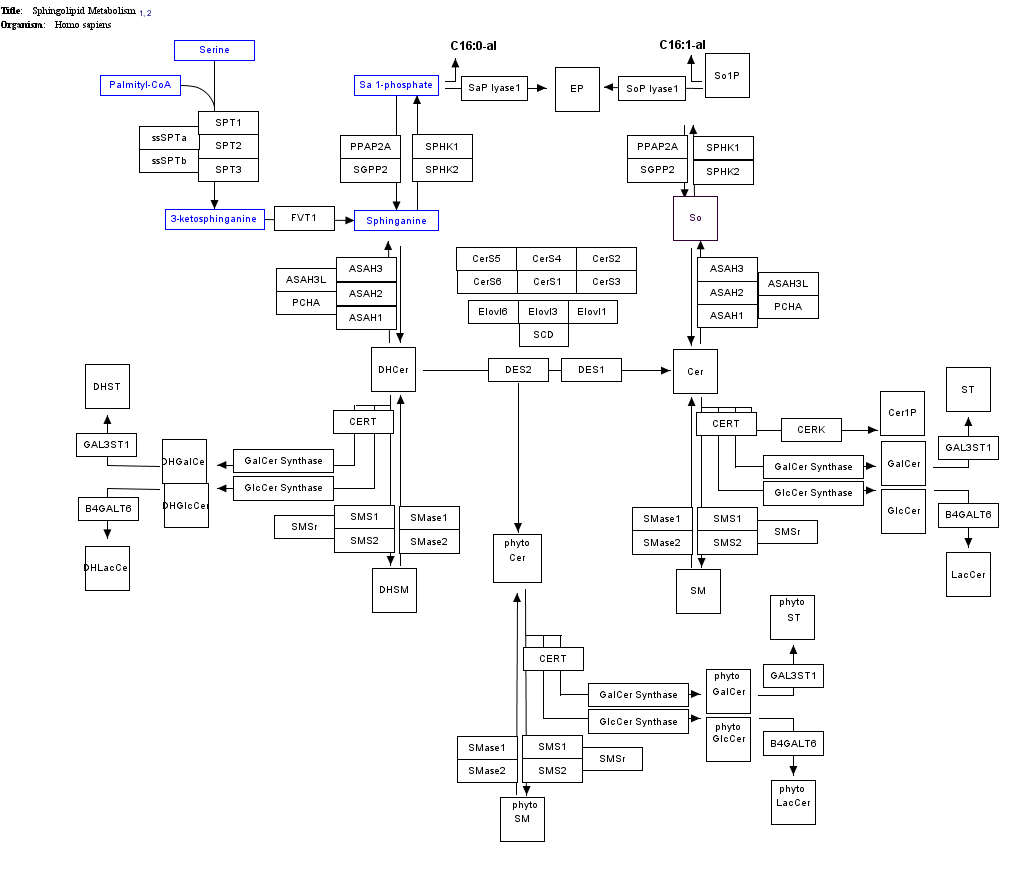 Title: Sphingolipid Metabolism 1, 2
Organism: Homo sapiens
C16:0-al
C16:1-al
Serine
Palmityl-CoA
Sa 1-phosphate
SaP lyase1
EP
SoP lyase1
So1P
SPT1
ssSPTa
SPT2
ssSPTb
SPT3
PPAP2A
SPHK1
SGPP2
SPHK2
PPAP2A
SPHK1
SGPP2
SPHK2
3-ketosphinganine
FVT1
Sphinganine
So
ASAH3
ASAH3L
ASAH2
PCHA
ASAH1
CerS5
CerS4
CerS2
CerS6
CerS1
CerS3
Elovl6
Elovl3
Elovl1
SCD
ASAH3
ASAH3L
ASAH2
PCHA
ASAH1
DHCer
DES2
DES1
Cer
DHST
CERT
GAL3ST1
DHGalCe
GalCer Synthase
DHGlcCer
GlcCer Synthase
B4GALT6
DHLacCe
SMSr
SMS1
SMS2
SMase1
SMase2
DHSM
CERT
CERK
Cer1P
ST
GAL3ST1
GalCer Synthase
GalCer
GlcCer Synthase
GlcCer
B4GALT6
LacCer
SMase1
SMase2
SMS1
SMS2
SMSr
SM
phyto
Cer
CERT
phyto
ST
GAL3ST1
GalCer Synthase
phyto
GalCer
GlcCer Synthase
phyto
GlcCer
B4GALT6
SMase1
SMase2
SMS1
SMS2
SMSr
phyto
LacCer
phyto
SM